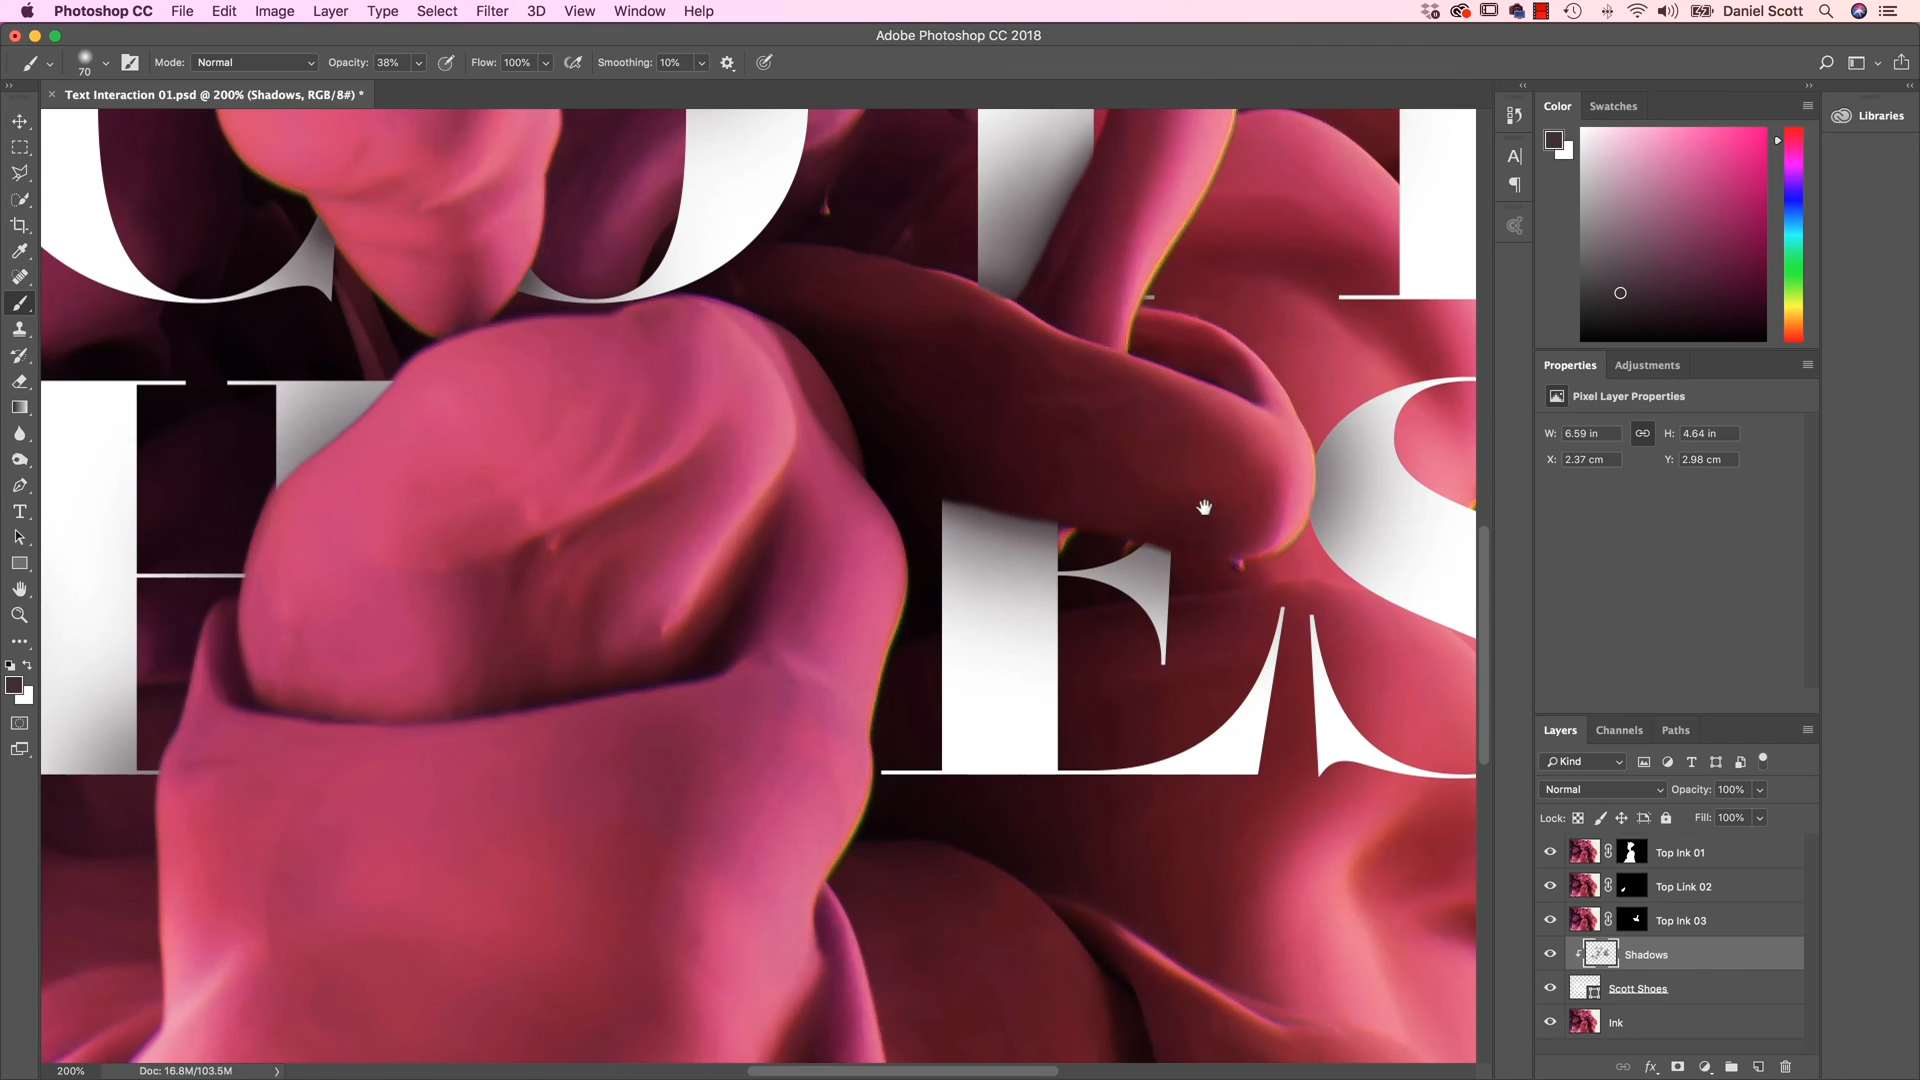 Photoshop CC File Edit Image Layer Type Select Filter 3D View Window Help Daniel Scott
Adobe Photoshop CC 2018
70 Mode: Normal Opacity: 38% Flow: 100% Smoothing: 10%
Text Interaction 01.psd @ 200% (Shadows, RGB/8#) *
Color Swatches
Libraries
Properties Adjustments
Pixel Layer Properties
W: 6.59 in H: 4.64 in
X: 2.37 cm Y: 2.98 cm
Layers Channels Paths
Kind
Normal Opacity: 100%
Lock: Fill: 100%
Top Ink 01
Top Link 02
Top Ink 03
Shadows
Scott Shoes
Ink
200% Doc: 16.8M/103.5M